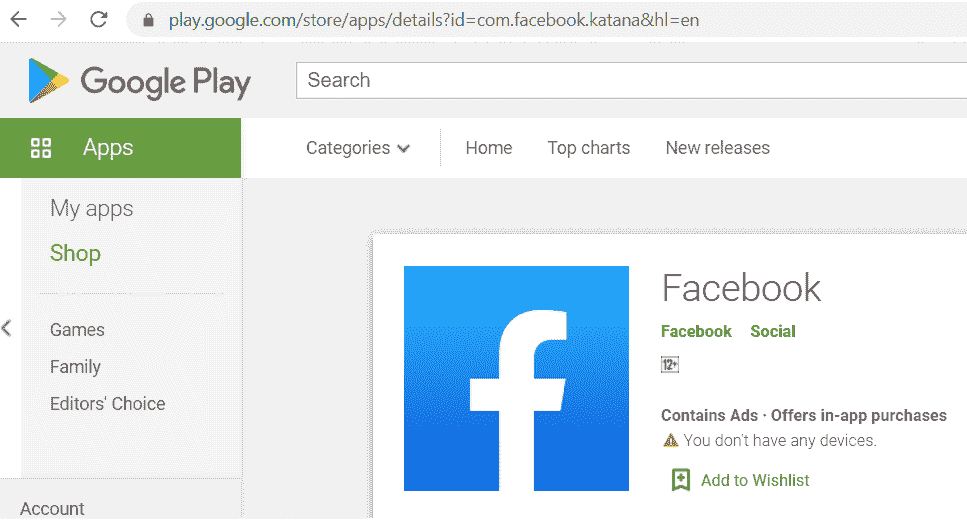 play.google.com/store/apps/details?id=com.facebook.katana&hl=en
Google Play
Search
Apps
Categories Home Top charts New releases
My apps
Shop
Games
Family
Editors' Choice
Account
Facebook
Facebook Social
12+
Contains Ads · Offers in-app purchases
You don't have any devices.
Add to Wishlist